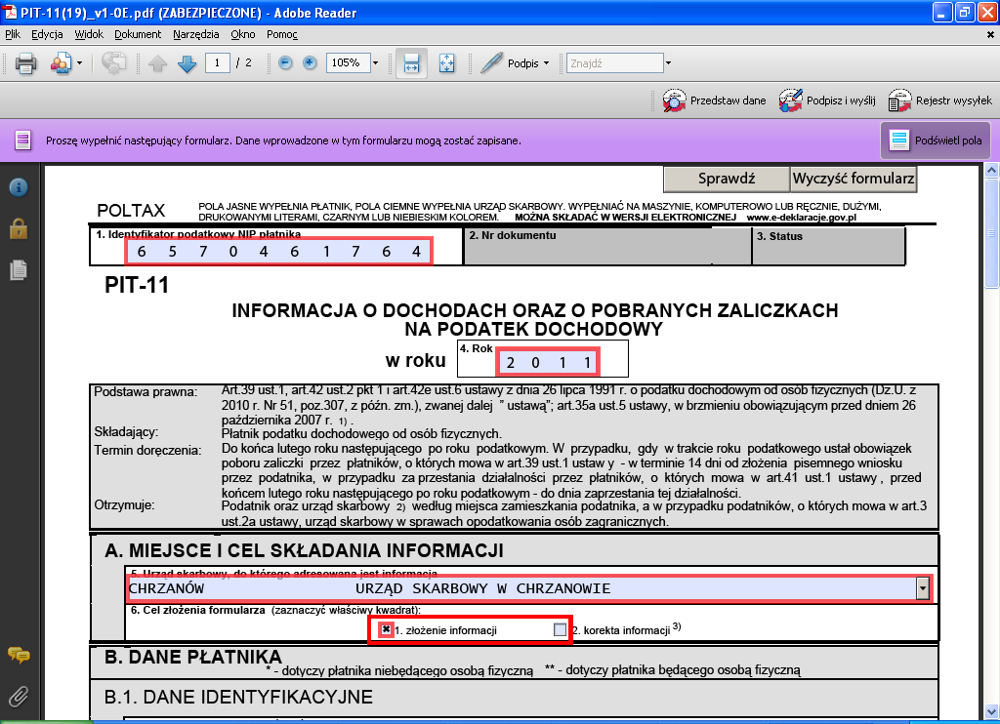 PIT-11(19)_v1-0E.pdf (ZABEZPIECZONE) - Adobe Reader
Plik Edycja Widok Dokument Narzędzia Okno Pomoc
1 / 2 105% Podpis Znajdź
Przedstaw dane Podpisz i wyślij Rejestr wysyłek
Proszę wypełnić następujący formularz. Dane wprowadzone w tym formularzu mogą zostać zapisane. Podświetl pola
Sprawdź Wyczyść formularz
POLTAX
POLA JASNE WYPEŁNIA PŁATNIK, POLA CIEMNE WYPEŁNIA URZĄD SKARBOWY. WYPEŁNIAĆ NA MASZYNIE, KOMPUTEROWO LUB RĘCZNIE, DUŻYMI,
DRUKOWANYMI LITERAMI, CZARNYM LUB NIEBIESKIM KOLOREM. MOŻNA SKŁADAĆ W WERSJI ELEKTRONICZNEJ www.e-deklaracje.gov.pl
1. Identyfikator podatkowy NIP płatnika 2. Nr dokumentu 3. Status
6 5 7 0 4 6 1 7 6 4
PIT-11
INFORMACJA O DOCHODACH ORAZ O POBRANYCH ZALICZKACH
NA PODATEK DOCHODOWY
w roku 4. Rok 2 0 1 1
Podstawa prawna: Art.39 ust.1, art.42 ust.2 pkt 1 i art.42e ust.6 ustawy z dnia 26 lipca 1991 r. o podatku dochodowym od osób fizycznych (Dz.U. z
2010 r. Nr 51, poz.307, z późn. zm.), zwanej dalej " ustawą"; art.35a ust.5 ustawy, w brzmieniu obowiązującym przed dniem 26
października 2007 r. 1) .
Składający: Płatnik podatku dochodowego od osób fizycznych.
Termin doręczenia: Do końca lutego roku następującego po roku podatkowym. W przypadku, gdy w trakcie roku podatkowego ustał obowiązek
poboru zaliczki przez płatników, o których mowa w art.39 ust.1 ustaw y - w terminie 14 dni od złożenia pisemnego wniosku
przez podatnika, w przypadku za przestania działalności przez płatników, o których mowa w art.41 ust.1 ustawy , przed
końcem lutego roku następującego po roku podatkowym - do dnia zaprzestania tej działalności.
Otrzymuje: Podatnik oraz urząd skarbowy 2) według miejsca zamieszkania podatnika, a w przypadku podatników, o których mowa w art.3
ust.2a ustawy, urząd skarbowy w sprawach opodatkowania osób zagranicznych.
A. MIEJSCE I CEL SKŁADANIA INFORMACJI
5. Urząd skarbowy, do którego adresowana jest informacja
CHRZANÓW URZĄD SKARBOWY W CHRZANOWIE
6. Cel złożenia formularza (zaznaczyć właściwy kwadrat):
1. złożenie informacji 2. korekta informacji 3)
B. DANE PŁATNIKA
* - dotyczy płatnika niebędącego osobą fizyczną ** - dotyczy płatnika będącego osobą fizyczną
B.1. DANE IDENTYFIKACYJNE